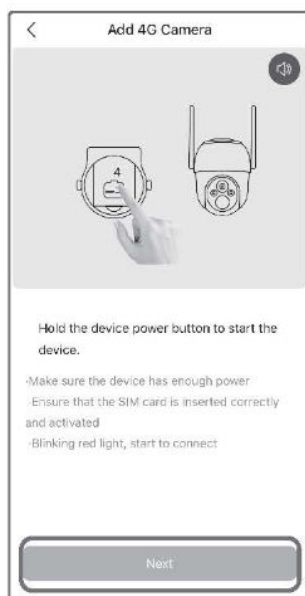 Add 4G Camera
4
Hold the device power button to start the
device.
·Make sure the device has enough power
·Ensure that the SIM card is inserted correctly
and activated
·Blinking red light, start to connect
Next